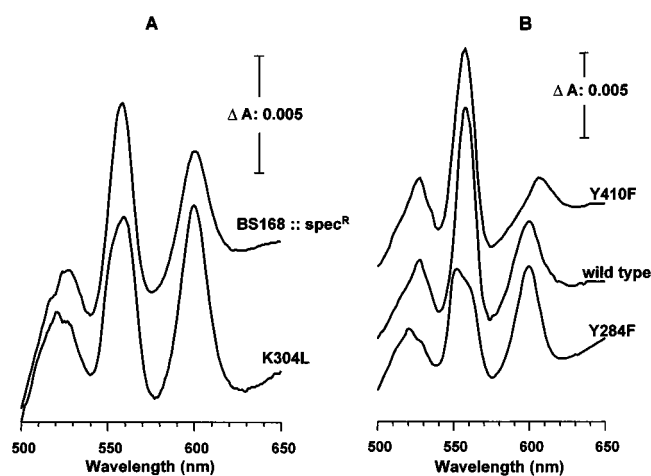 A
B
Δ A: 0.005
Δ A: 0.005
BS168 :: spec^R
K304L
Y410F
wild type
Y284F
500 550 600 650
500 550 600 650
Wavelength (nm)
Wavelength (nm)